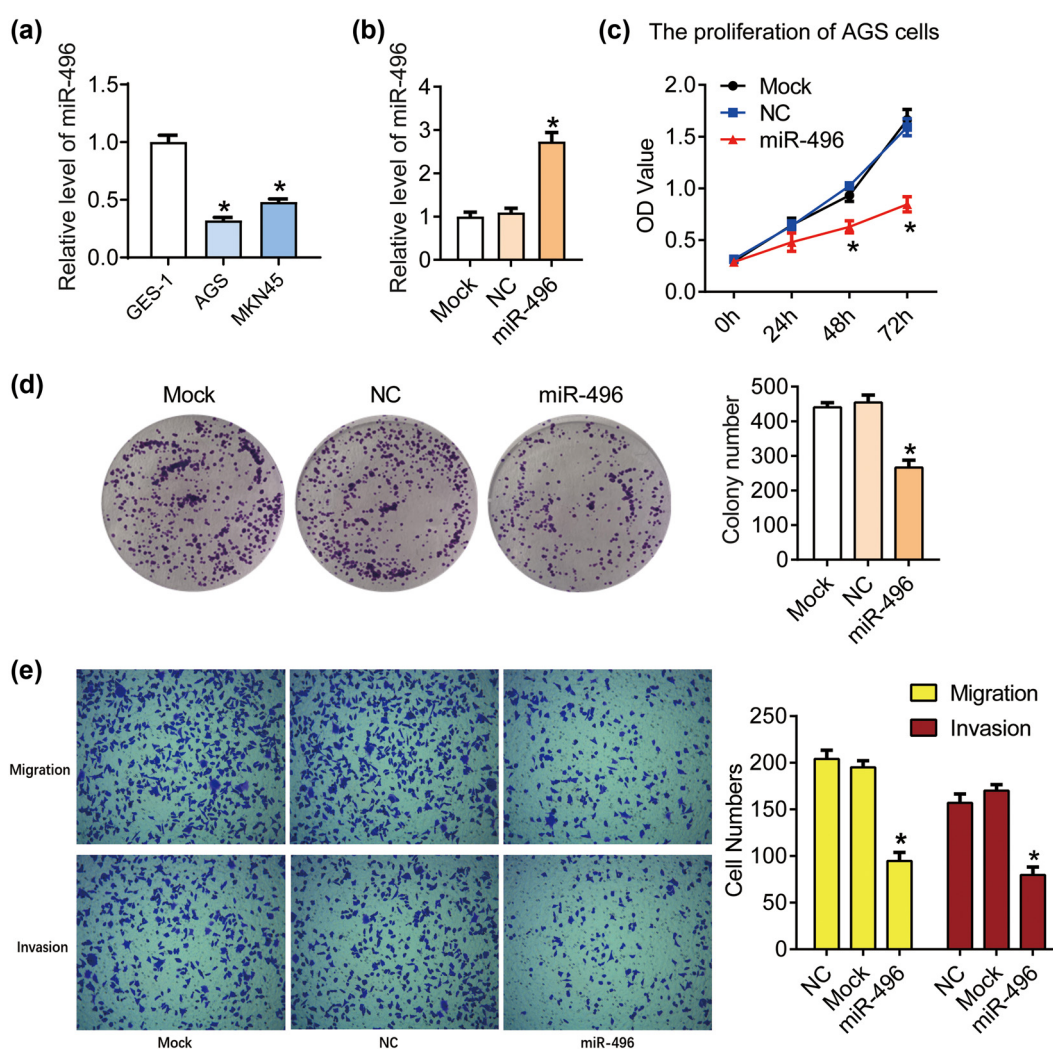 (a)
Relative level of miR-496
1.5
1.0
0.5
0.0
*
*
GES-1
AGS
MKN45
(b)
Relative level of miR-496
4
3
2
1
0
*
Mock
NC
miR-496
(c) The proliferation of AGS cells
OD Value
2.0
1.5
1.0
0.5
0.0
Mock
NC
miR-496
*
*
0h
24h
48h
72h
(d)
Mock
NC
miR-496
Colony number
500
400
300
200
100
0
*
Mock
NC
miR-496
(e)
Migration
Invasion
Mock
NC
miR-496
Migration
Invasion
Cell Numbers
250
200
150
100
50
0
*
*
NC
Mock
miR-496
NC
Mock
miR-496